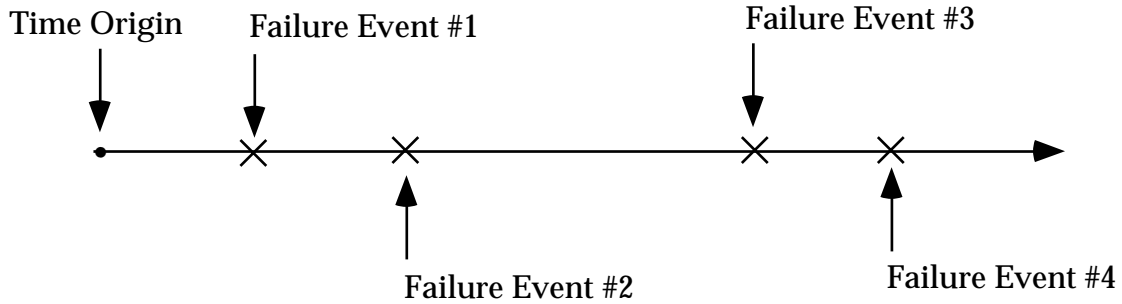 Time Origin
Failure Event #1
Failure Event #3
Failure Event #2
Failure Event #4